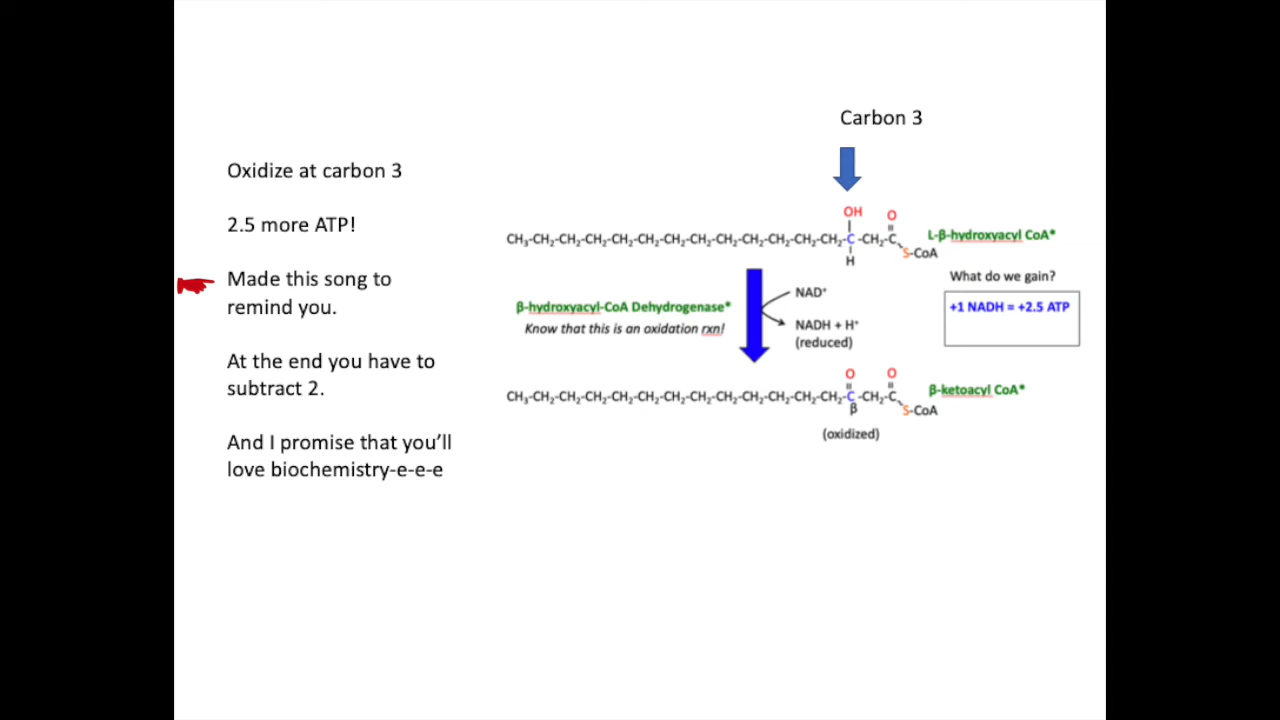 Carbon 3
Oxidize at carbon 3
2.5 more ATP!
Made this song to
remind you.
At the end you have to
subtract 2.
And I promise that you’ll
love biochemistry-e-e-e
OH
O
CH₃-CH₂-CH₂-CH₂-CH₂-CH₂-CH₂-CH₂-CH₂-CH₂-CH₂-CH₂-CH₂-C-CH₂-C
H
S-CoA
L-β-hydroxyacyl CoA*
What do we gain?
+1 NADH = +2.5 ATP
β-hydroxyacyl-CoA Dehydrogenase*
Know that this is an oxidation rxn!
NAD⁺
NADH + H⁺
(reduced)
O
O
CH₃-CH₂-CH₂-CH₂-CH₂-CH₂-CH₂-CH₂-CH₂-CH₂-CH₂-CH₂-CH₂-C-CH₂-C
β
S-CoA
β-ketoacyl CoA*
(oxidized)